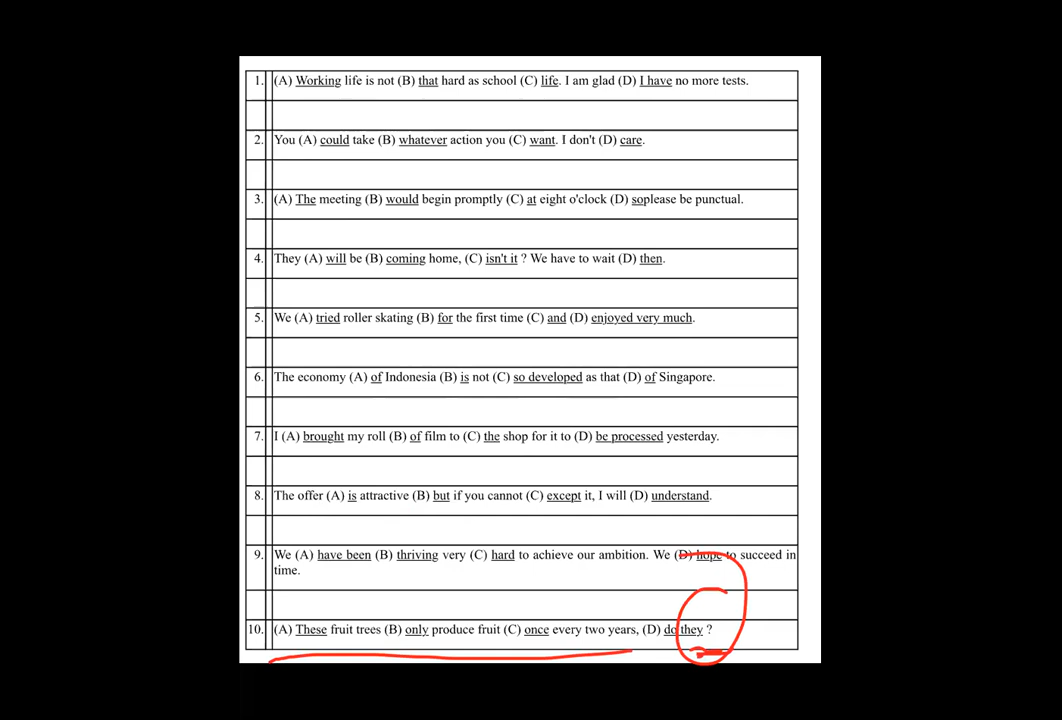 1. (A) Working life is not (B) that hard as school (C) life. I am glad (D) I have no more tests.
2. You (A) could take (B) whatever action you (C) want. I don't (D) care.
3. (A) The meeting (B) would begin promptly (C) at eight o'clock (D) soplease be punctual.
4. They (A) will be (B) coming home, (C) isn't it ? We have to wait (D) then.
5. We (A) tried roller skating (B) for the first time (C) and (D) enjoyed very much.
6. The economy (A) of Indonesia (B) is not (C) so developed as that (D) of Singapore.
7. I (A) brought my roll (B) of film to (C) the shop for it to (D) be processed yesterday.
8. The offer (A) is attractive (B) but if you cannot (C) except it, I will (D) understand.
9. We (A) have been (B) thriving very (C) hard to achieve our ambition. We (D) hope to succeed in
time.
10. (A) These fruit trees (B) only produce fruit (C) once every two years, (D) do they ?